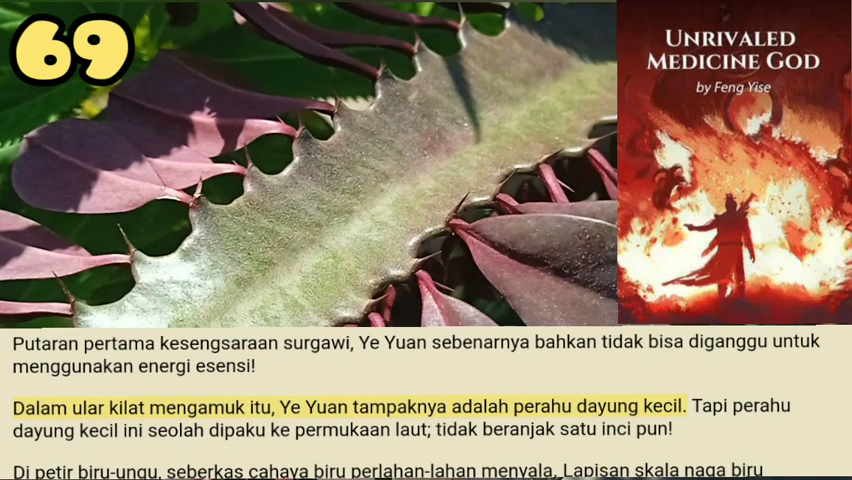 69
UNRIVALED
MEDICINE GOD
by Feng Yise
Putaran pertama kesengsaraan surgawi, Ye Yuan sebenarnya bahkan tidak bisa diganggu untuk
menggunakan energi esensi!
Dalam ular kilat mengamuk itu, Ye Yuan tampaknya adalah perahu dayung kecil. Tapi perahu
dayung kecil ini seolah dipaku ke permukaan laut; tidak beranjak satu inci pun!
Di petir biru-ungu, seberkas cahaya biru perlahan-lahan menyala. Lapisan skala naga biru